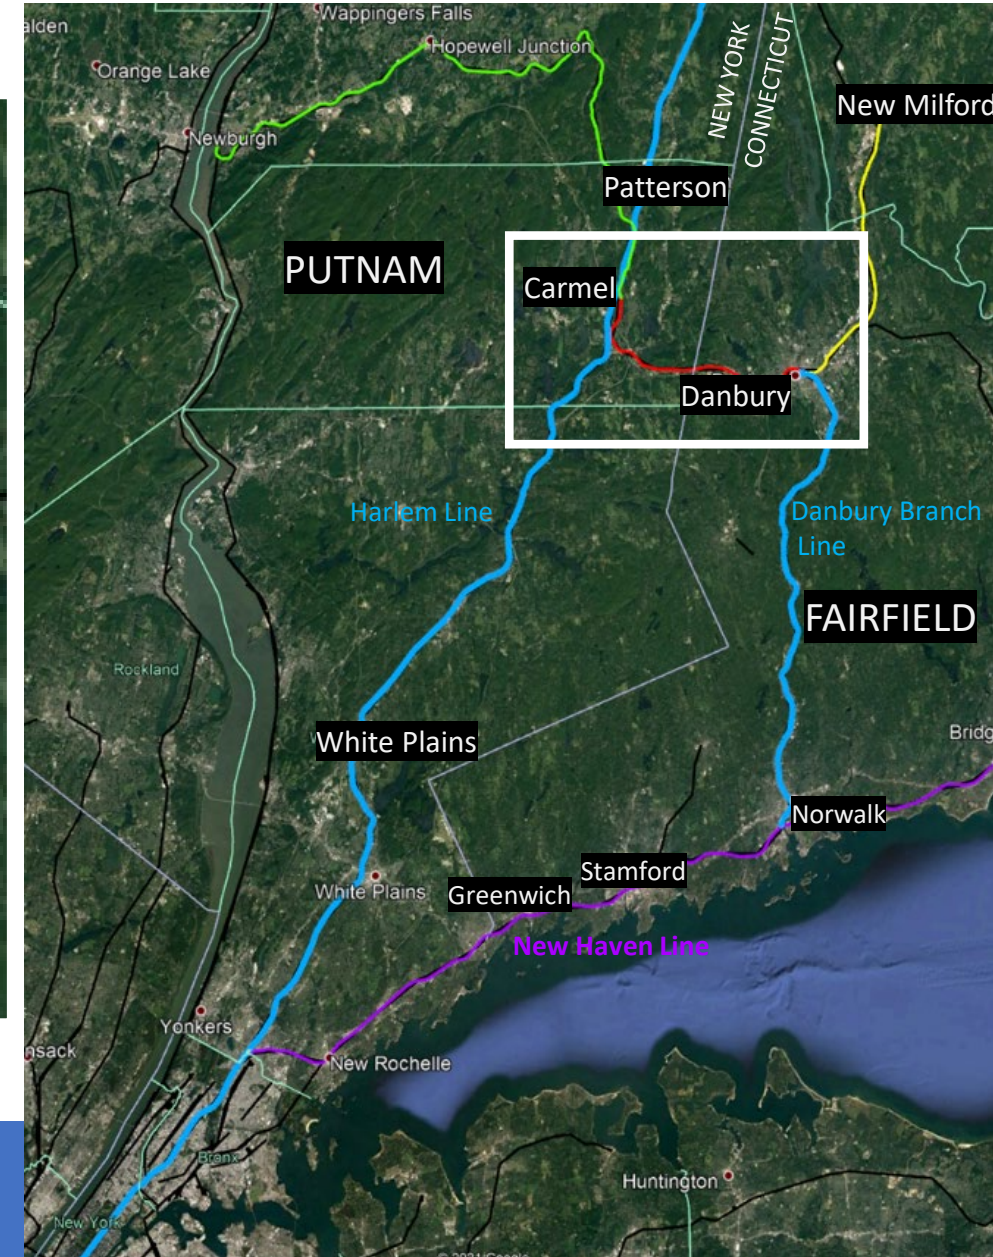 alden
Wappingers Falls
Hopewell Junction
Orange Lake
NEW YORK
CONNECTICUT
New Milford
Newburgh
Patterson
PUTNAM
Carmel
Danbury
Harlem Line
Danbury Branch
Line
FAIRFIELD
Rockland
White Plains
Bridg
Norwalk
Stamford
White Plains
Greenwich
New Haven Line
Yonkers
nsack
New Rochelle
Bronx
Huntington
New York
© 2021 Google